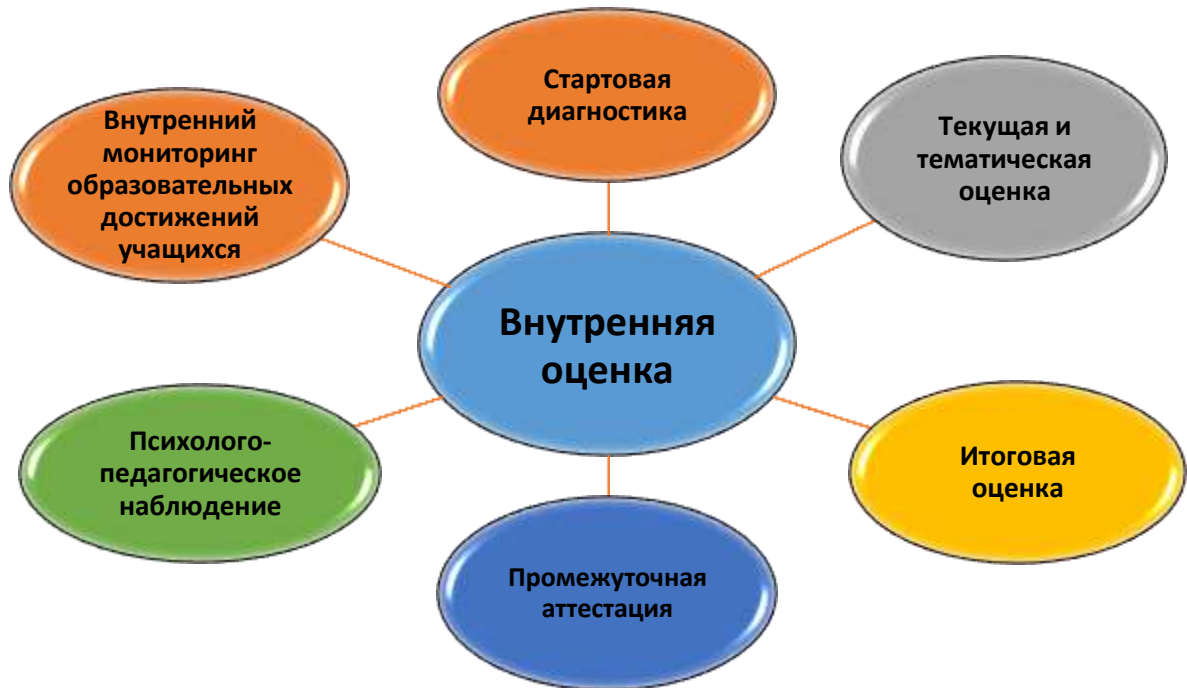 Стартовая
диагностика
Внутренний
мониторинг
образовательных
достижений
учащихся
Текущая и
тематическая
оценка
Внутренняя
оценка
Психолого-
педагогическое
наблюдение
Итоговая
оценка
Промежуточная
аттестация